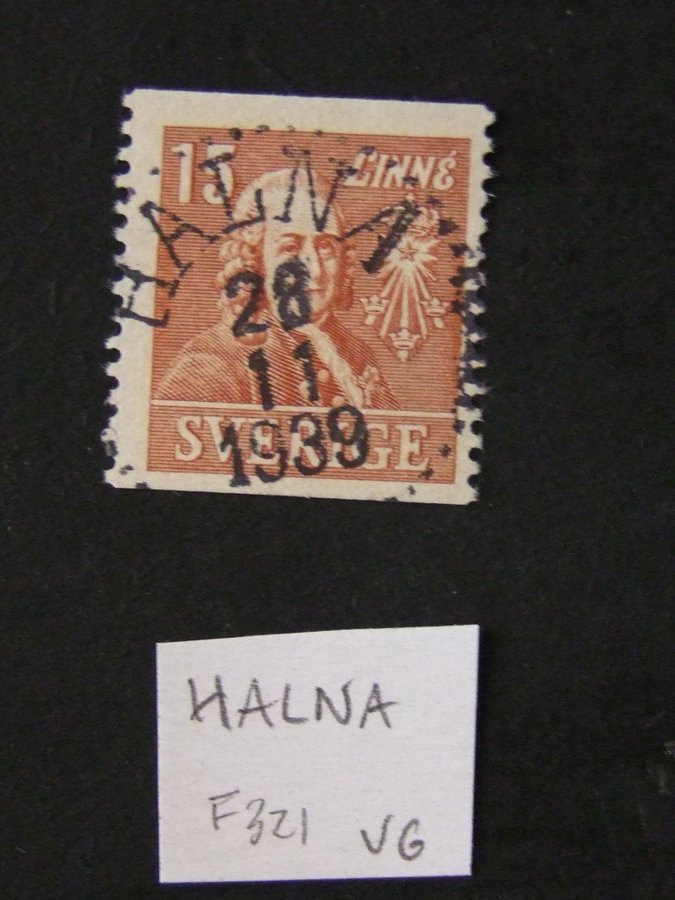 15 LINNÉ
HALNA
28
11
1939
SVERIGE
HALNA
F321 VG